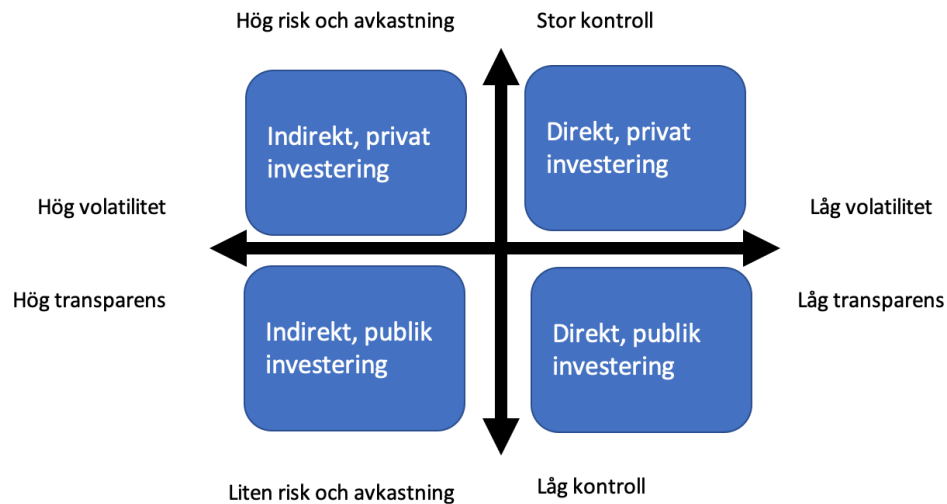 Hög risk och avkastning
Stor kontroll
Indirekt, privat
investering
Direkt, privat
investering
Hög volatilitet
Låg volatilitet
Hög transparens
Låg transparens
Indirekt, publik
investering
Direkt, publik
investering
Liten risk och avkastning
Låg kontroll